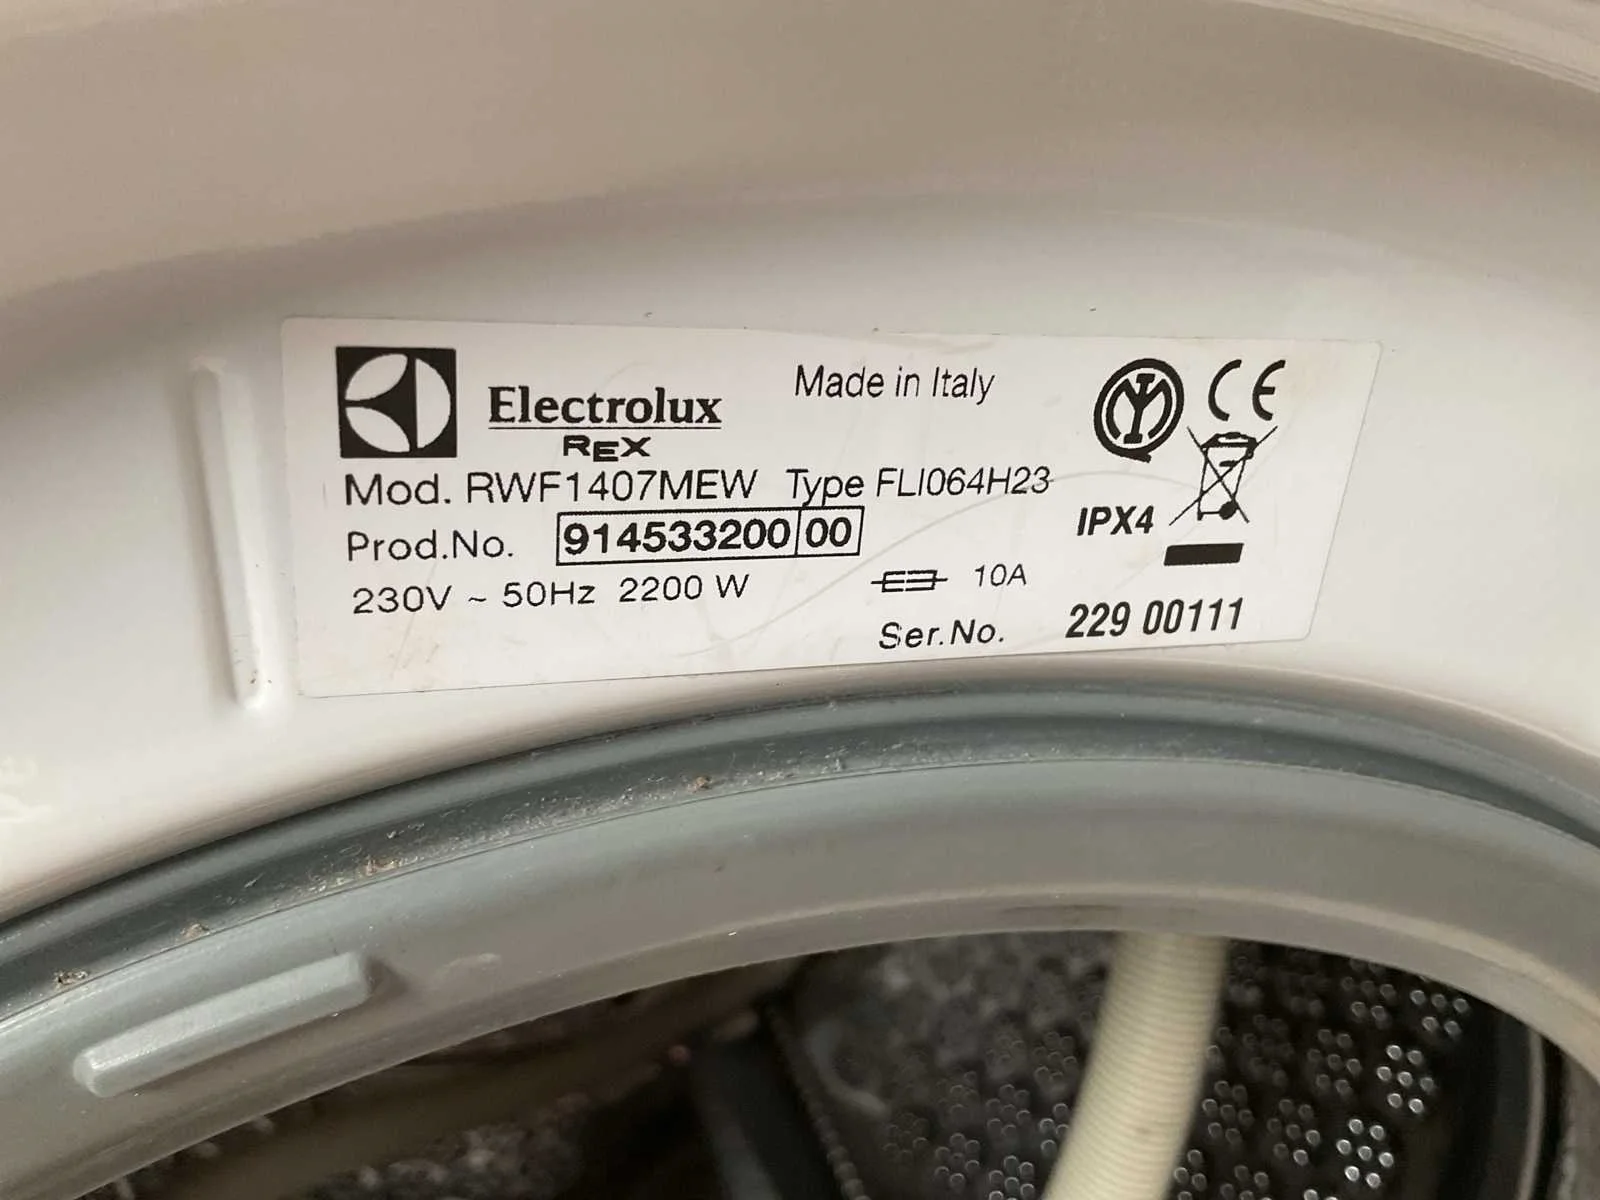 Electrolux
REX
Made in Italy
CE
Mod. RWF1407MEW Type FLI064H23
Prod.No. 914533200 00
IPX4
230V ~ 50Hz 2200 W
10A
Ser.No. 229 00111